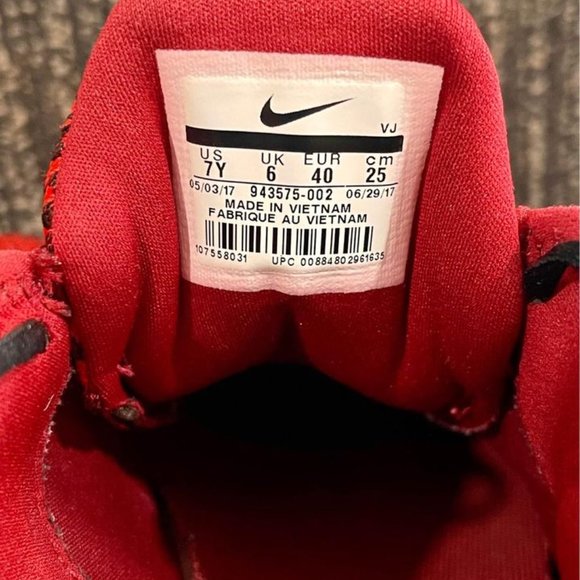 VJ
US UK EUR cm
7Y 6 40 25
05/03/17 943575-002 06/29/17
MADE IN VIETNAM
FABRIQUE AU VIETNAM
107558031 UPC 00884802961635